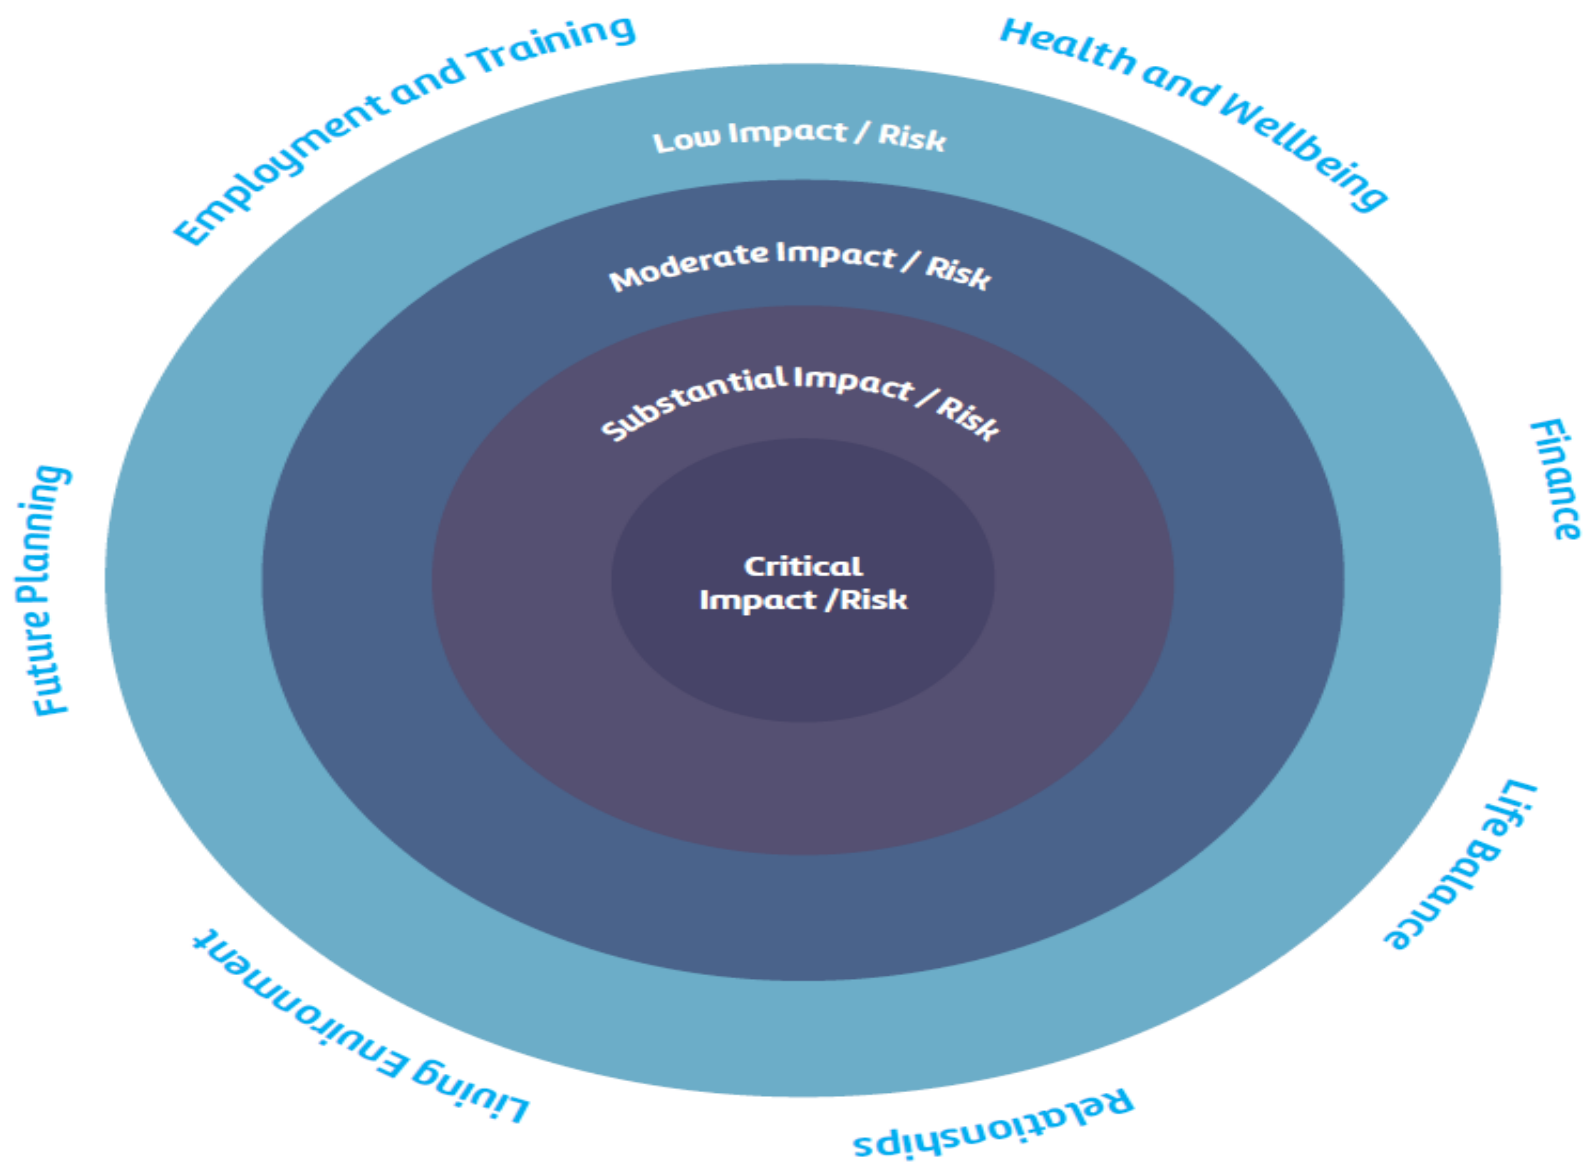 Employment and Training
Health and Wellbeing
Finance
Life Balance
Relationships
Living Environment
Future Planning
Low Impact / Risk
Moderate Impact / Risk
Substantial Impact / Risk
Critical
Impact /Risk